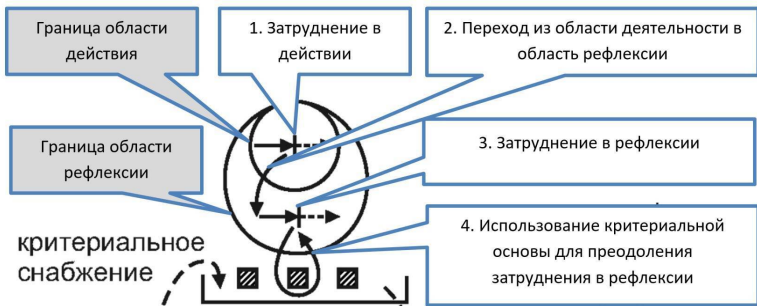 Граница области
действия
1. Затруднение в
действии
2. Переход из области деятельности в
область рефлексии
Граница области
рефлексии
3. Затруднение в рефлексии
4. Использование критериальной
основы для преодоления
затруднения в рефлексии
критериальное
снабжение